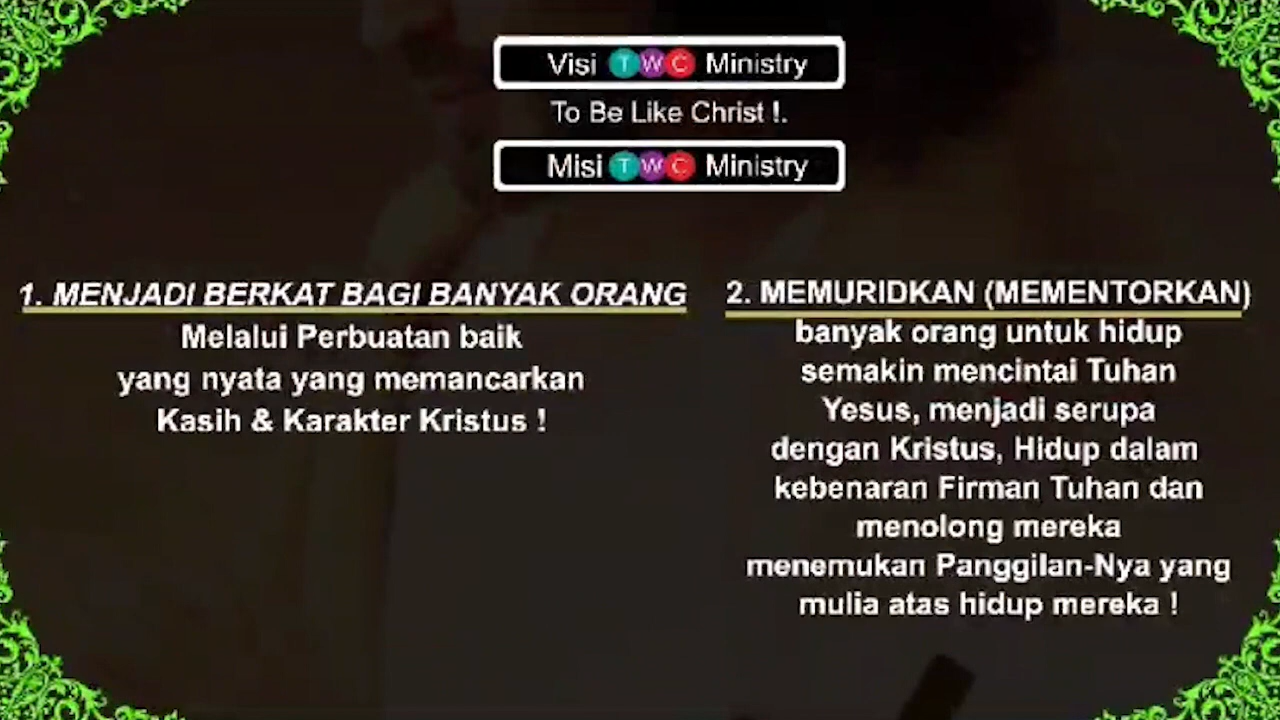 Visi TWC Ministry
To Be Like Christ !.
Misi TWC Ministry
1. MENJADI BERKAT BAGI BANYAK ORANG
Melalui Perbuatan baik
yang nyata yang memancarkan
Kasih & Karakter Kristus !
2. MEMURIDKAN (MEMENTORKAN)
banyak orang untuk hidup
semakin mencintai Tuhan
Yesus, menjadi serupa
dengan Kristus, Hidup dalam
kebenaran Firman Tuhan dan
menolong mereka
menemukan Panggilan-Nya yang
mulia atas hidup mereka !